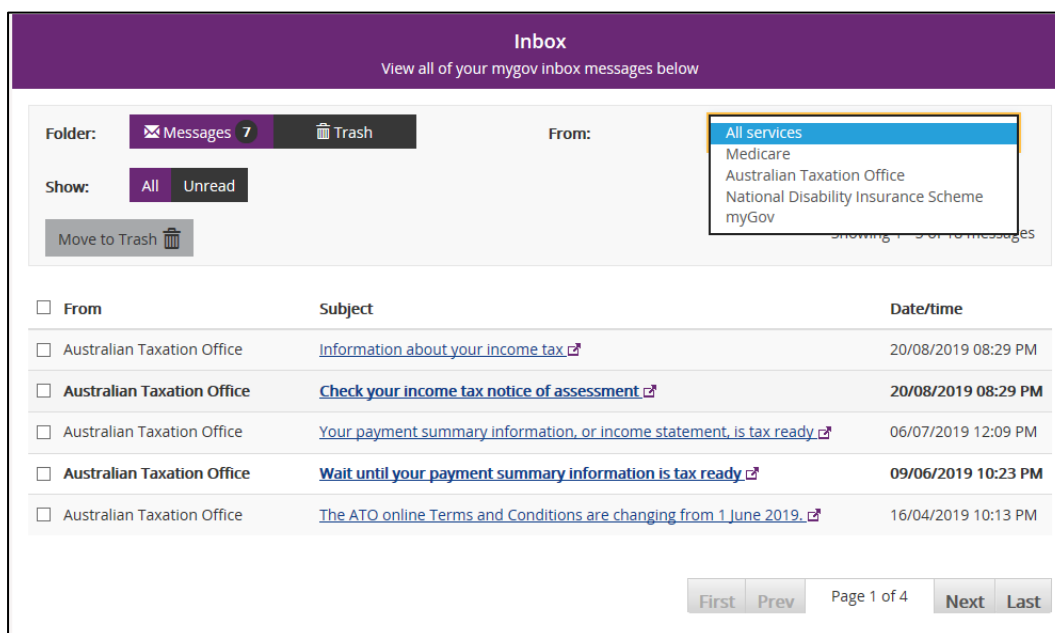 Inbox
View all of your mygov inbox messages below
Folder: Messages 7 Trash From: All services
Medicare
Australian Taxation Office
National Disability Insurance Scheme
myGov
Show: All Unread
Move to Trash
messages
From Subject Date/time
Australian Taxation Office Information about your income tax 20/08/2019 08:29 PM
Australian Taxation Office Check your income tax notice of assessment 20/08/2019 08:29 PM
Australian Taxation Office Your payment summary information, or income statement, is tax ready 06/07/2019 12:09 PM
Australian Taxation Office Wait until your payment summary information is tax ready 09/06/2019 10:23 PM
Australian Taxation Office The ATO online Terms and Conditions are changing from 1 June 2019. 16/04/2019 10:13 PM
First Prev Page 1 of 4 Next Last